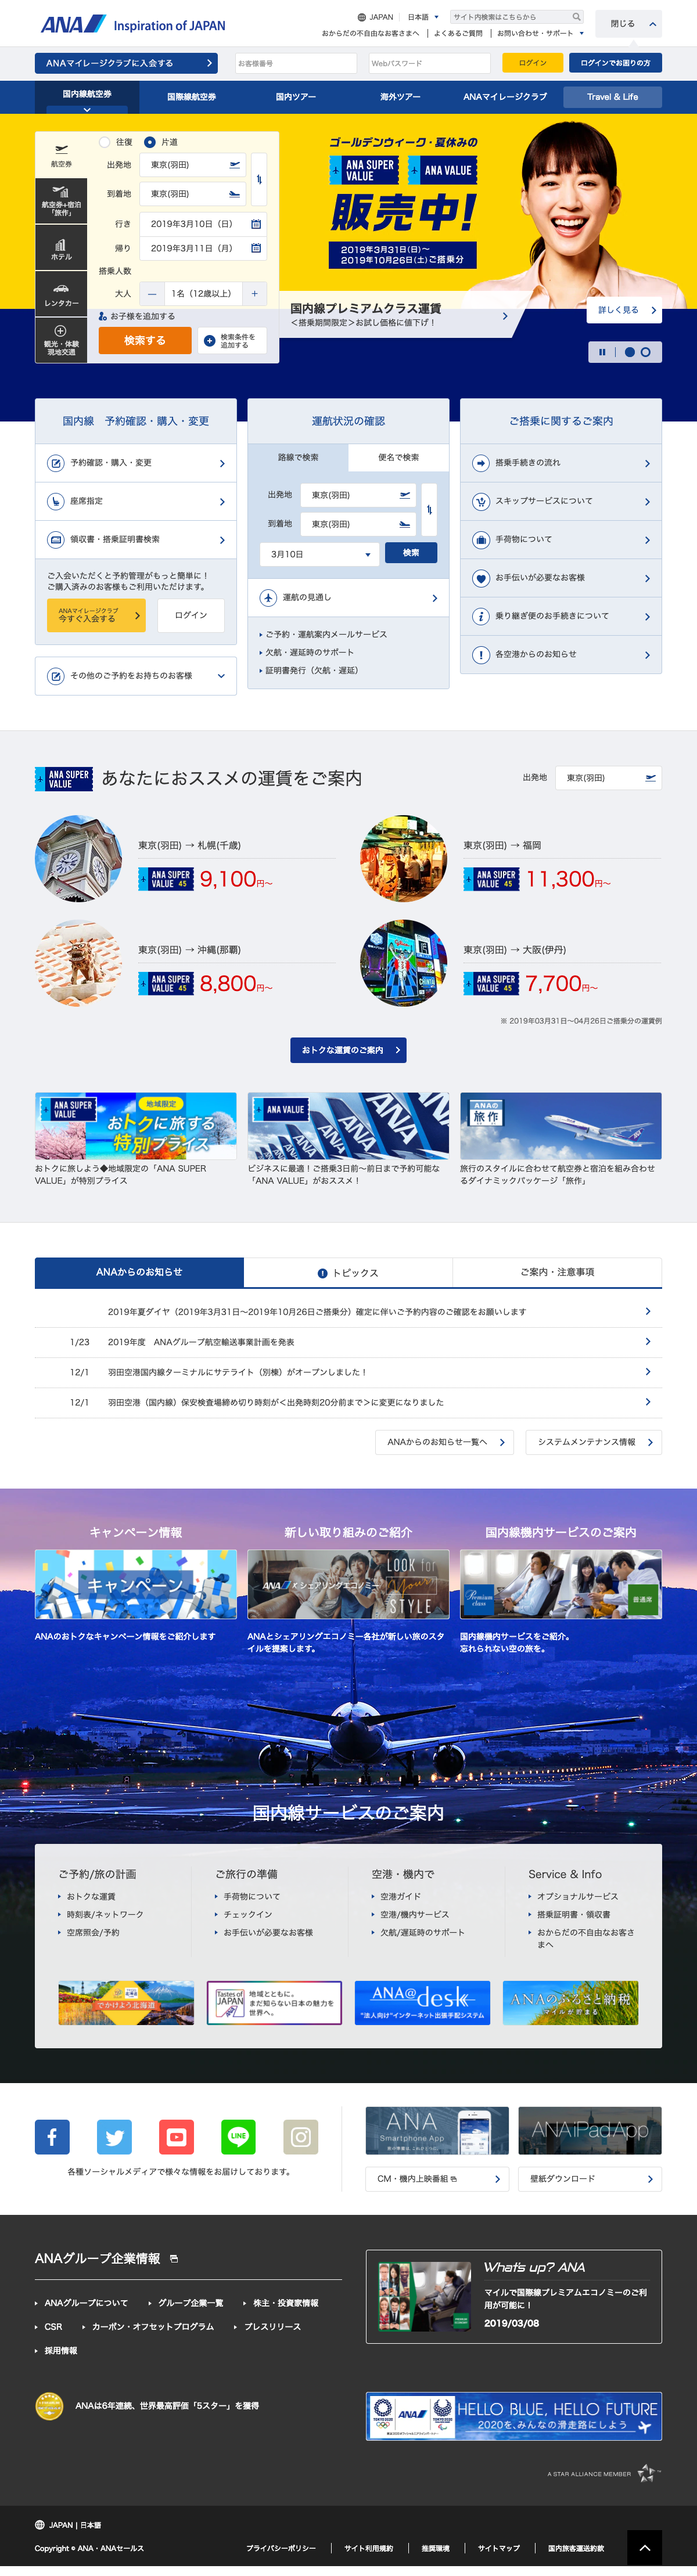 ANA Inspiration of JAPAN
JAPAN 日本語 サイト内検索はこちらから 閉じる
おからだの不自由なお客さまへ よくあるご質問 お問い合わせ・サポート
ANAマイレージクラブに入会する お客様番号 Webパスワード ログイン ログインでお困りの方
国内線航空券 国際線航空券 国内ツアー 海外ツアー ANAマイレージクラブ Travel & Life
航空券
航空券+宿泊
「旅作」
ホテル
レンタカー
観光・体験
現地交通
往復 片道
出発地 東京(羽田)
到着地 東京(羽田)
行き 2019年3月10日（日）
帰り 2019年3月11日（月）
搭乗人数
大人 — 1名（12歳以上） +
お子様を追加する
検索する 検索条件を
追加する
ゴールデンウィーク・夏休みの
ANA SUPER VALUE ANA VALUE
販売中!
2019年3月31日(日)〜
2019年10月26日(土)ご搭乗分
国内線プレミアムクラス運賃
＜搭乗期間限定＞お試し価格に値下げ！
詳しく見る
国内線　予約確認・購入・変更
予約確認・購入・変更
座席指定
領収書・搭乗証明書検索
ご入会いただくと予約管理がもっと簡単に！
ご購入済みのお客様もご利用いただけます。
ANAマイレージクラブ
今すぐ入会する
ログイン
その他のご予約をお持ちのお客様
運航状況の確認
路線で検索 便名で検索
出発地 東京(羽田)
到着地 東京(羽田)
3月10日 検索
運航の見通し
ご予約・運航案内メールサービス
欠航・遅延時のサポート
証明書発行（欠航・遅延）
ご搭乗に関するご案内
搭乗手続きの流れ
スキップサービスについて
手荷物について
お手伝いが必要なお客様
乗り継ぎ便のお手続きについて
各空港からのお知らせ
ANA SUPER VALUE あなたにおススメの運賃をご案内 出発地 東京(羽田)
東京(羽田) → 札幌(千歳)
ANA SUPER VALUE 45 9,100円〜
東京(羽田) → 福岡
ANA SUPER VALUE 45 11,300円〜
東京(羽田) → 沖縄(那覇)
ANA SUPER VALUE 45 8,800円〜
東京(羽田) → 大阪(伊丹)
ANA SUPER VALUE 45 7,700円〜
※ 2019年03月31日〜04月26日ご搭乗分の運賃例
おトクな運賃のご案内
ANA SUPER VALUE 地域限定 おトクに旅する 特別プライス
おトクに旅しよう◆地域限定の「ANA SUPER
VALUE」が特別プライス
ANA VALUE
ビジネスに最適！ご搭乗3日前〜前日まで予約可能な
「ANA VALUE」がおススメ！
ANAの旅作
旅行のスタイルに合わせて航空券と宿泊を組み合わせ
るダイナミックパッケージ「旅作」
ANAからのお知らせ トピックス ご案内・注意事項
2019年夏ダイヤ（2019年3月31日〜2019年10月26日ご搭乗分）確定に伴いご予約内容のご確認をお願いします
1/23 2019年度　ANAグループ航空輸送事業計画を発表
12/1 羽田空港国内線ターミナルにサテライト（別棟）がオープンしました！
12/1 羽田空港（国内線）保安検査場締め切り時刻が＜出発時刻20分前まで＞に変更になりました
ANAからのお知らせ一覧へ システムメンテナンス情報
キャンペーン情報
キャンペーン
ANAのおトクなキャンペーン情報をご紹介します
新しい取り組みのご紹介
ANA × シェアリングエコノミー LOOK for Your STYLE
ANAとシェアリングエコノミー各社が新しい旅のスタ
イルを提案します。
国内線機内サービスのご案内
Premium class 普通席
国内線機内サービスをご紹介。
忘れられない空の旅を。
国内線サービスのご案内
ご予約/旅の計画
おトクな運賃
時刻表/ネットワーク
空席照会/予約
ご旅行の準備
手荷物について
チェックイン
お手伝いが必要なお客様
空港・機内で
空港ガイド
空港/機内サービス
欠航/遅延時のサポート
Service & Info
オプショナルサービス
搭乗証明書・領収書
おからだの不自由なお客さ
まへ
でかけよう北海道
Tastes of JAPAN 地域とともに。
まだ知らない日本の魅力を
世界へ。
ANA@desk
"法人向け"インターネット出張手配システム
ANAのふるさと納税
マイルが貯まる
LINE
各種ソーシャルメディアで様々な情報をお届けしております。
ANA
Smartphone App
ANA iPad App
CM・機内上映番組
壁紙ダウンロード
ANAグループ企業情報
ANAグループについて グループ企業一覧 株主・投資家情報
CSR カーボン・オフセットプログラム プレスリリース
採用情報
What's up? ANA
マイルで国際線プレミアムエコノミーのご利
用が可能に！
2019/03/08
ANAは6年連続、世界最高評価「5スター」を獲得
ANA HELLO BLUE, HELLO FUTURE
2020を、みんなの滑走路にしよう
A STAR ALLIANCE MEMBER
JAPAN | 日本語
Copyright © ANA・ANAセールス プライバシーポリシー サイト利用規約 推奨環境 サイトマップ 国内旅客運送約款